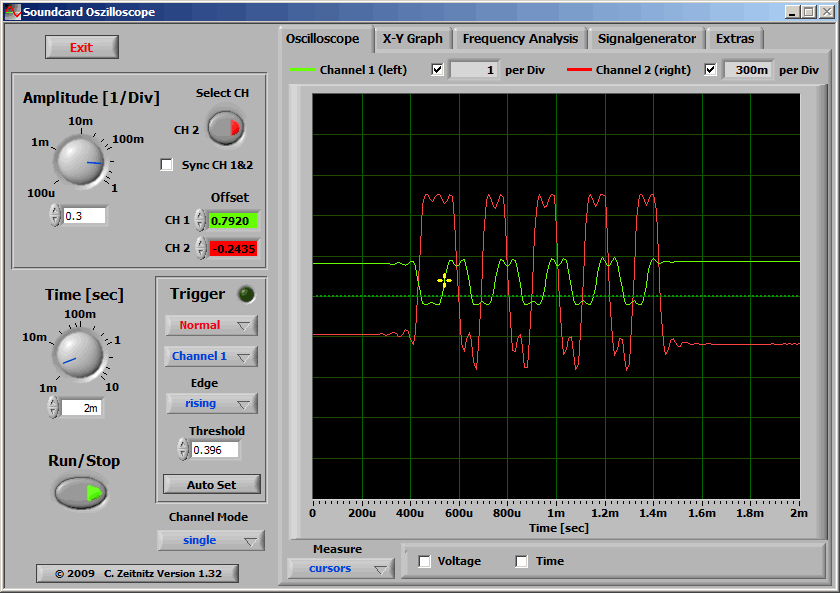 Soundcard Oszilloscope
Exit
Amplitude [1/Div]
Select CH
10m
1m
100m
100u
1
CH 2
Sync CH 1&2
0.3
Offset
CH 1 0.7920
CH 2 -0.2435
Time [sec]
100m
10m
1
1m
10
2m
Run/Stop
Trigger
Normal
Channel 1
Edge
rising
Threshold
0.396
Auto Set
Channel Mode
single
© 2009 C. Zeitnitz Version 1.32
Oscilloscope X-Y Graph Frequency Analysis Signalgenerator Extras
Channel 1 (left) 1 per Div Channel 2 (right) 300m per Div
0 200u 400u 600u 800u 1m 1.2m 1.4m 1.6m 1.8m 2m
Time [sec]
Measure
cursors
Voltage Time